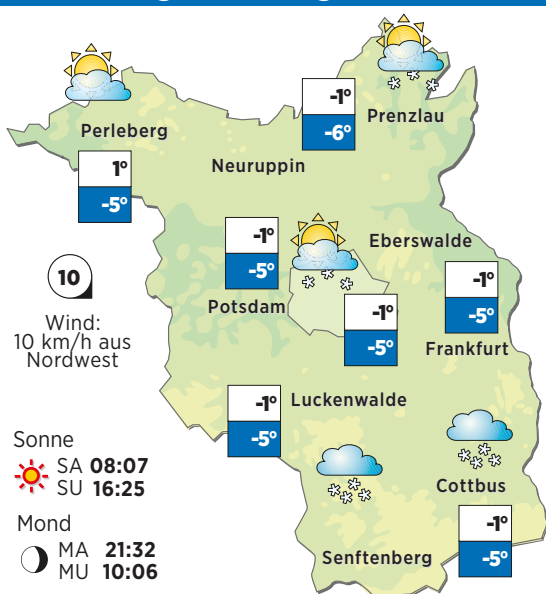 -1°
-6°
Prenzlau
Perleberg
1°
-5°
Neuruppin
-1°
-5°
Eberswalde
Potsdam
-1°
-5°
-1°
-5°
Frankfurt
10
Wind:
10 km/h aus
Nordwest
-1°
-5°
Luckenwalde
Sonne
SA 08:07
SU 16:25
Cottbus
Mond
MA 21:32
MU 10:06
-1°
-5°
Senftenberg